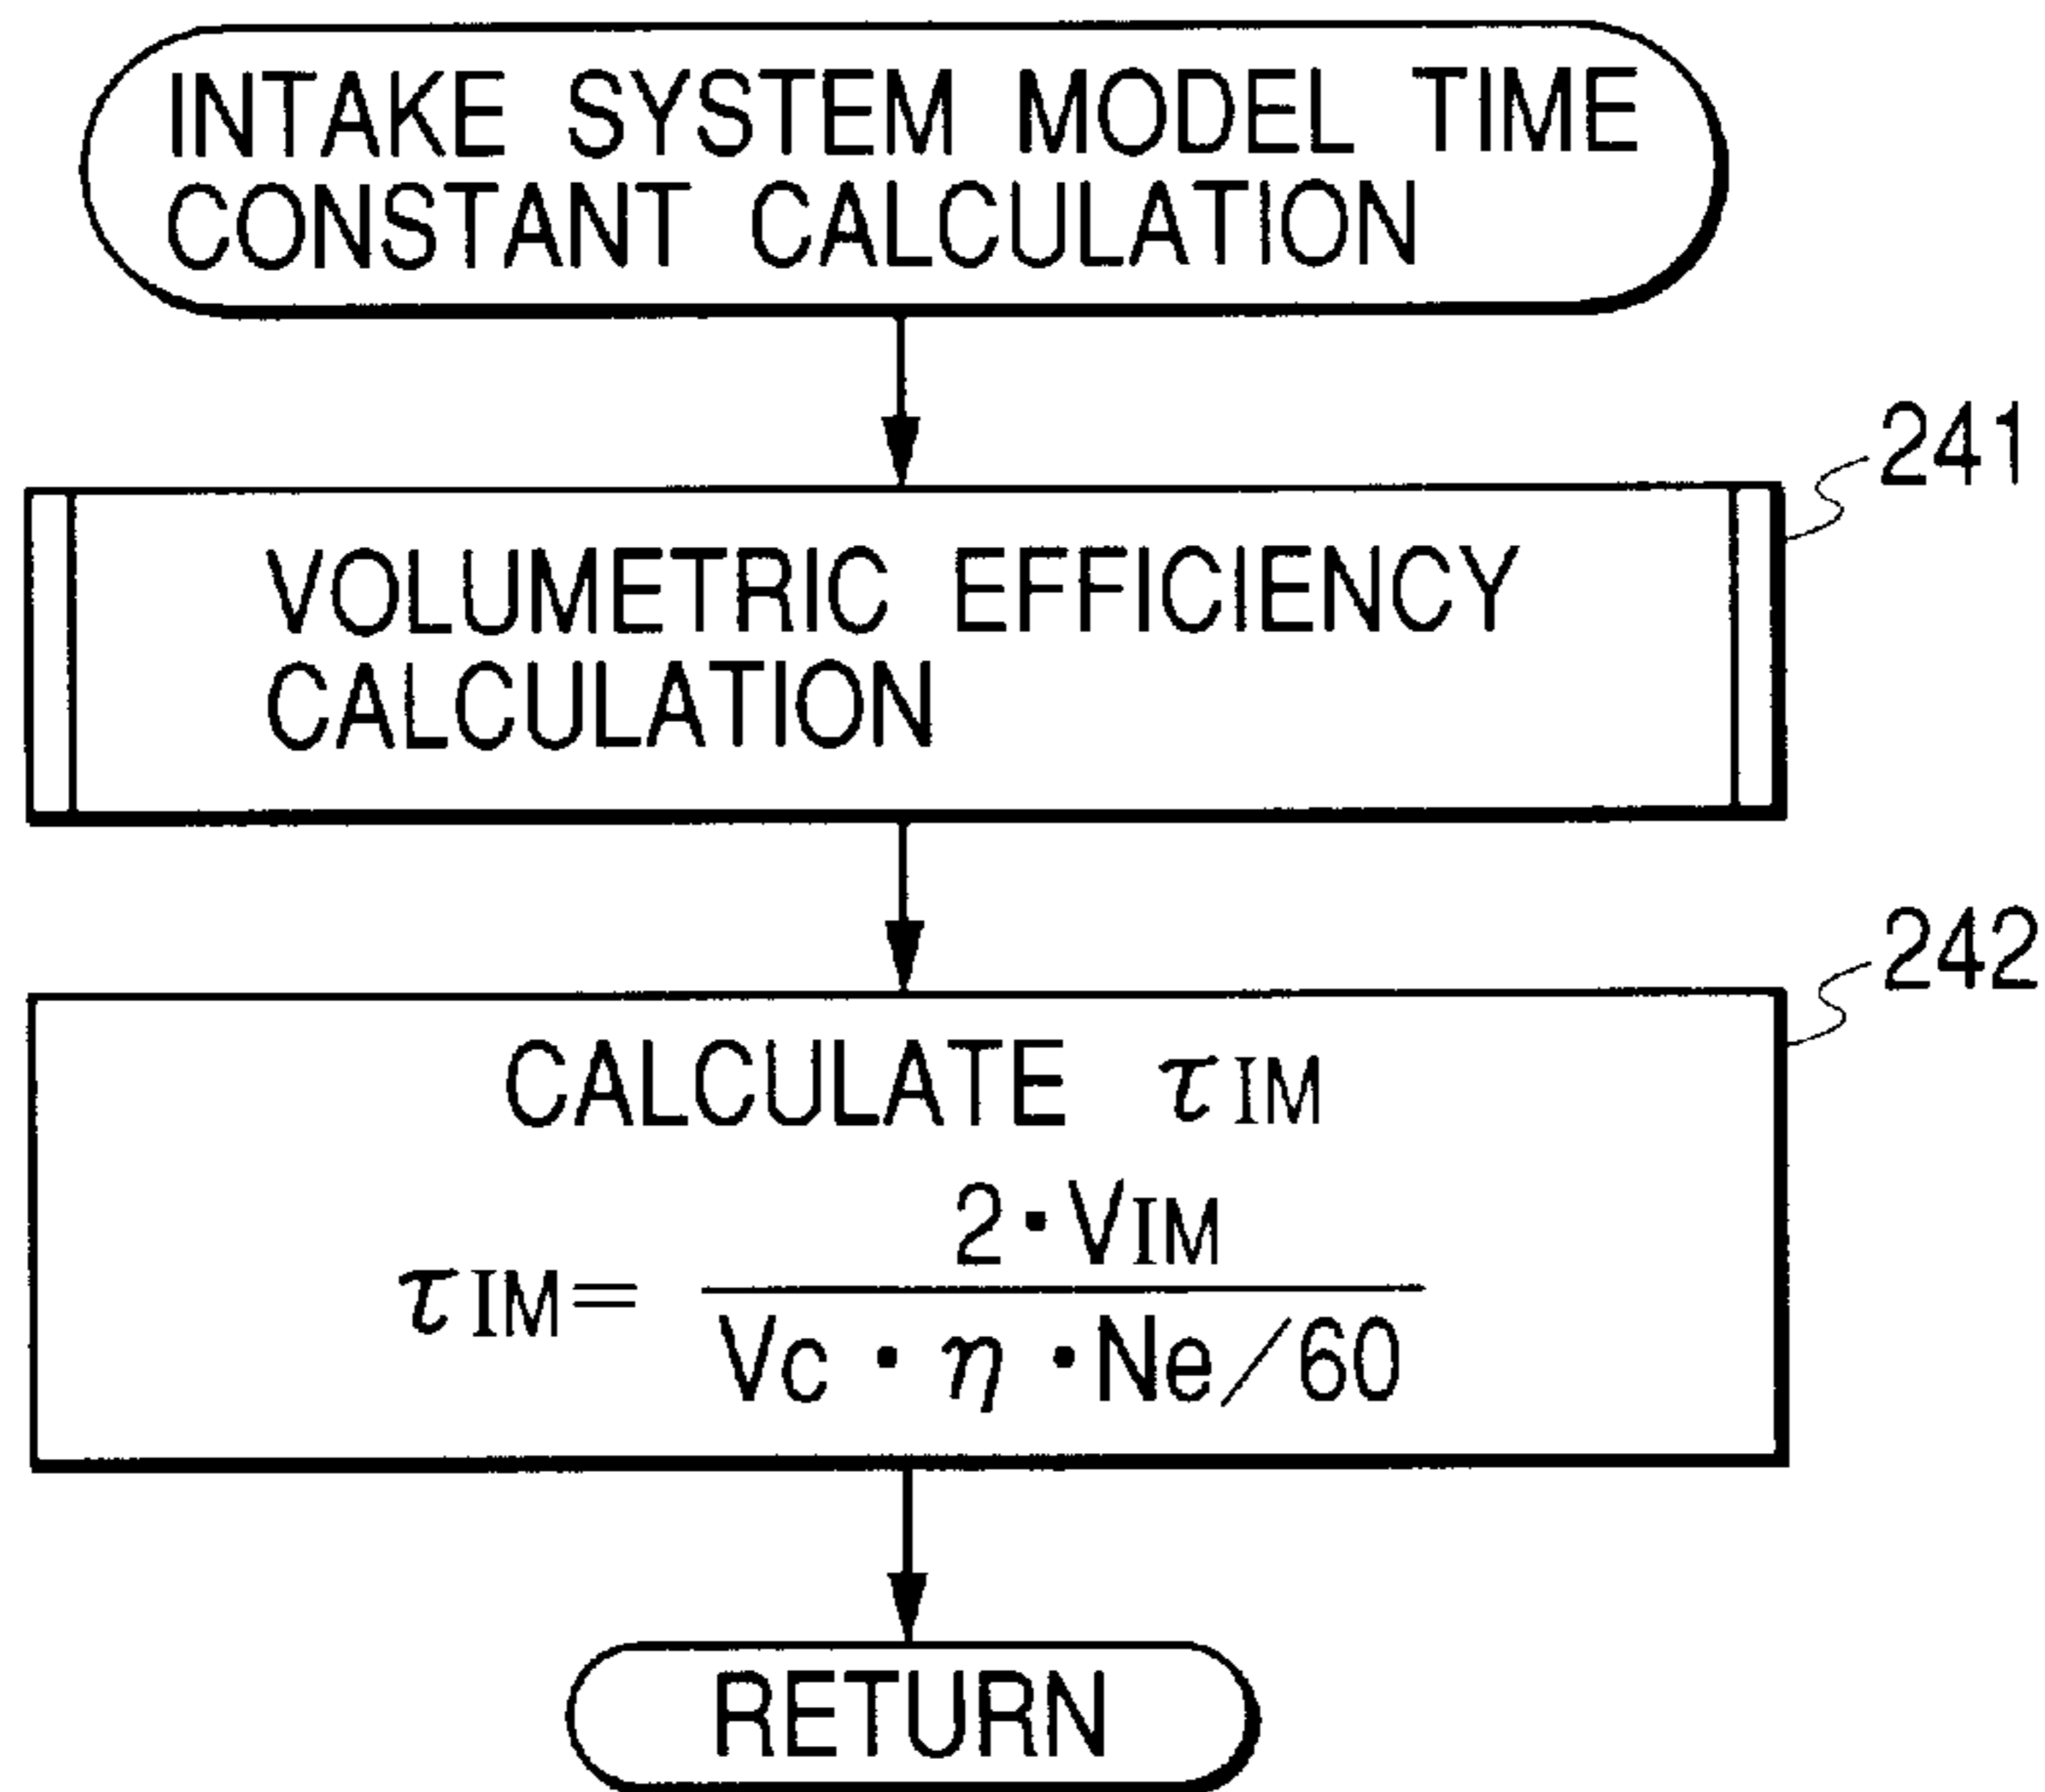 INTAKE SYSTEM MODEL TIME
CONSTANT CALCULATION
241
VOLUMETRIC EFFICIENCY
CALCULATION
242
CALCULATE τIM
τIM= 2·VIM / Vc · η ·Ne/60
RETURN